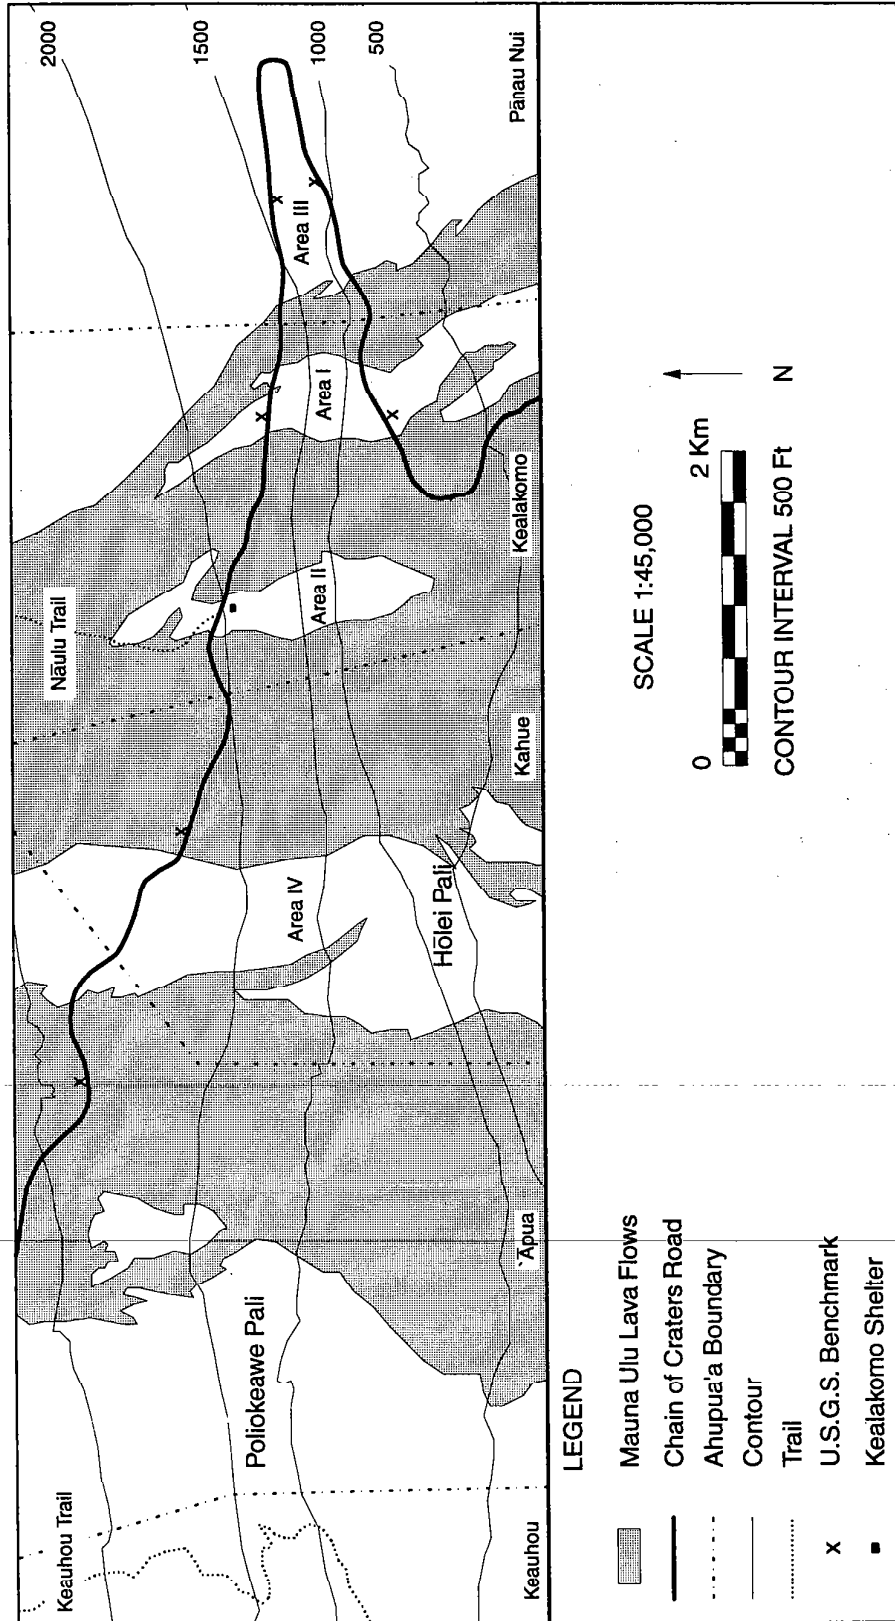 2000
1500
1000
500
Keauhou Trail
Nāulu Trail
Poliokeawe Pali
Area IV
Area II
Area I
Area III
Hōlei Pali
Keauhou
'Āpua
Kahue
Kealakomo
Pānau Nui
LEGEND
Mauna Ulu Lava Flows
Chain of Craters Road
Ahupua'a Boundary
Contour
Trail
x U.S.G.S. Benchmark
Kealakomo Shelter
SCALE 1:45,000
0 2 Km
CONTOUR INTERVAL 500 Ft
N